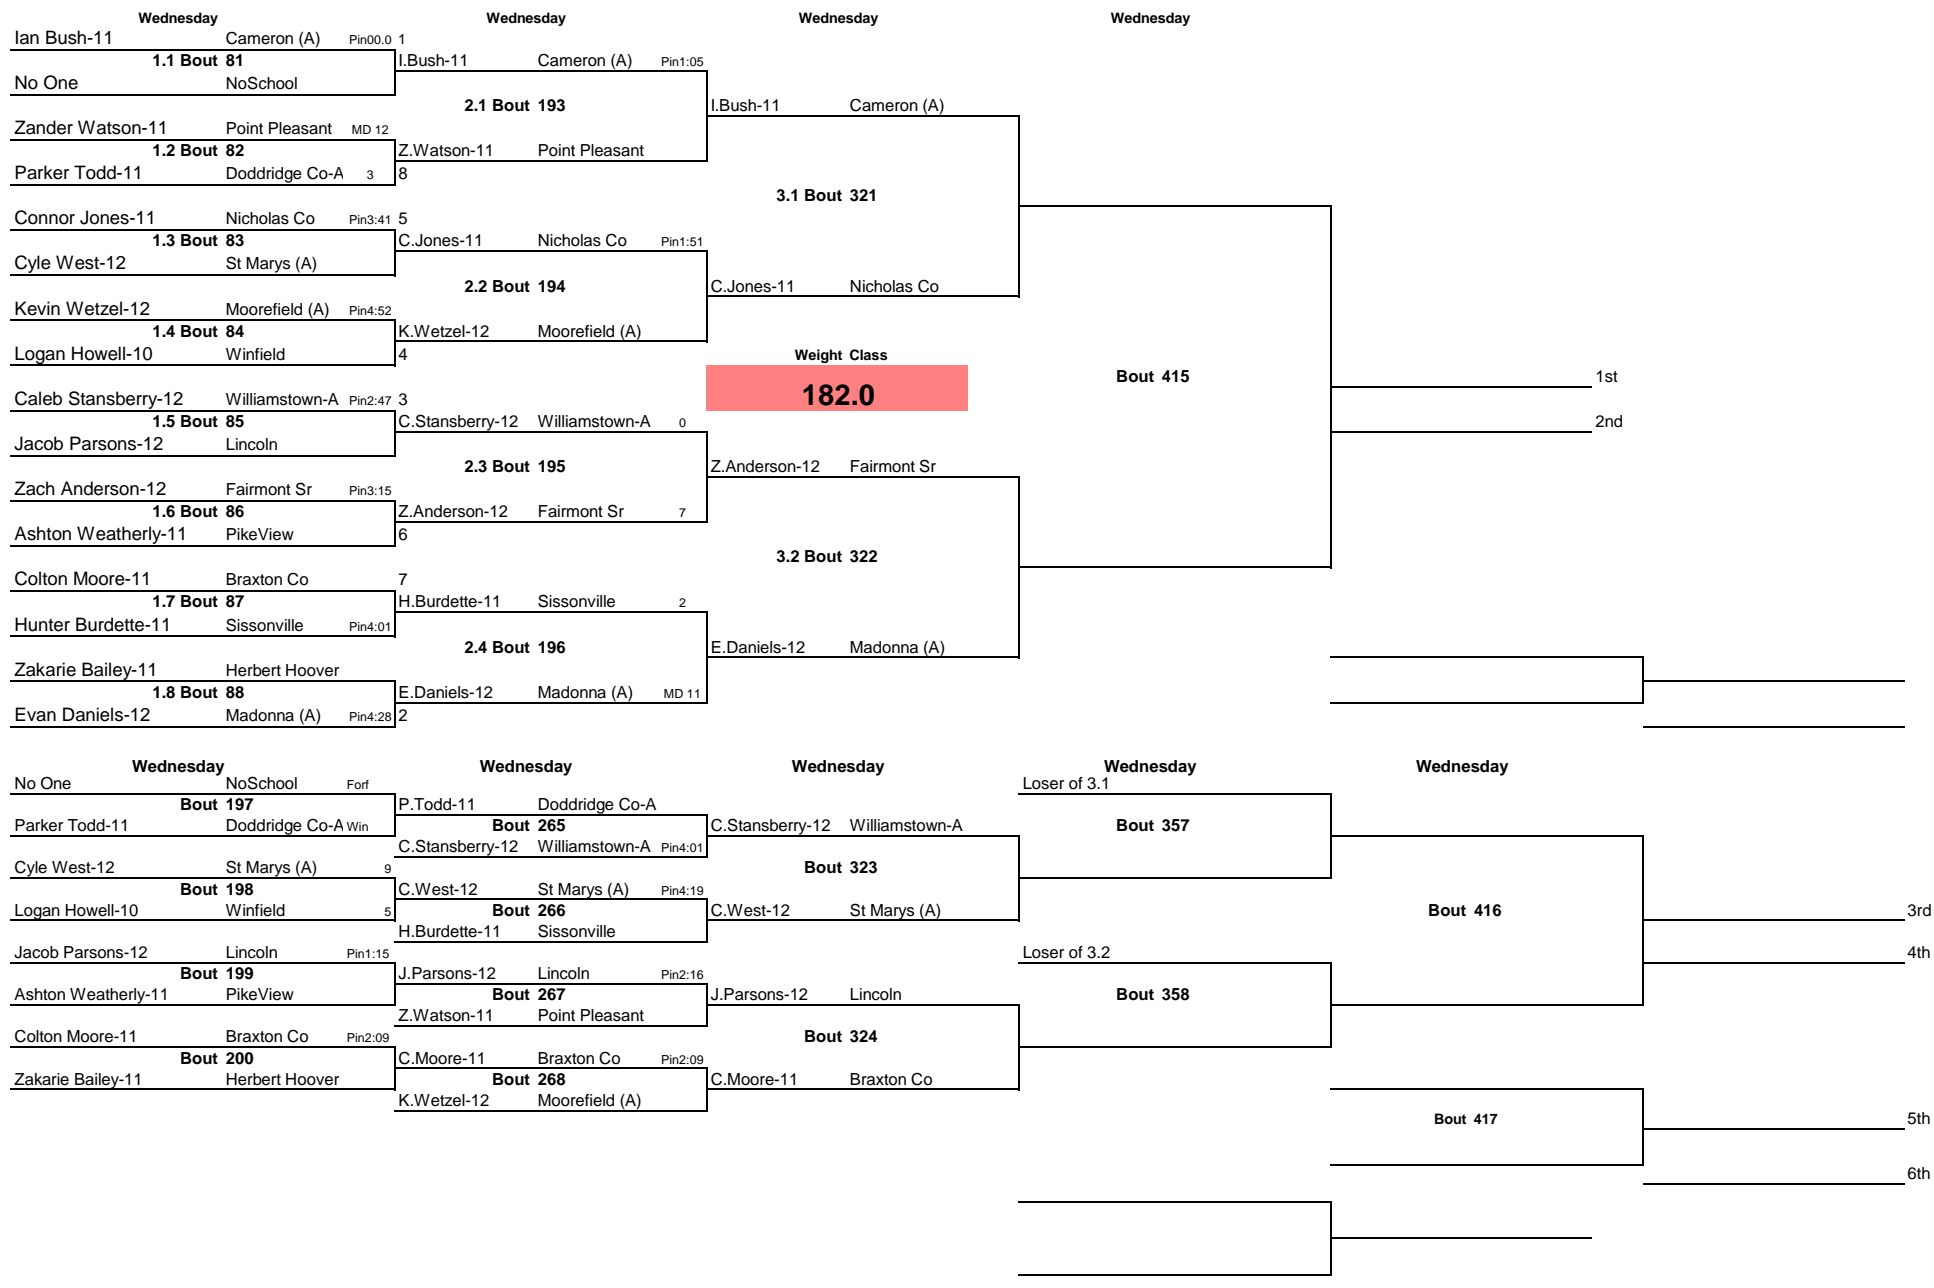 Wednesday Wednesday Wednesday Wednesday
Ian Bush-11 Cameron (A) Pin00.0 1
1.1 Bout 81 I.Bush-11 Cameron (A) Pin1:05
No One NoSchool
2.1 Bout 193 I.Bush-11 Cameron (A)
Zander Watson-11 Point Pleasant MD 12
1.2 Bout 82 Z.Watson-11 Point Pleasant
Parker Todd-11 Doddridge Co-A 3 8
3.1 Bout 321
Connor Jones-11 Nicholas Co Pin3:41 5
1.3 Bout 83 C.Jones-11 Nicholas Co Pin1:51
Cyle West-12 St Marys (A)
2.2 Bout 194 C.Jones-11 Nicholas Co
Kevin Wetzel-12 Moorefield (A) Pin4:52
1.4 Bout 84 K.Wetzel-12 Moorefield (A)
Logan Howell-10 Winfield 4 Weight Class
Bout 415 1st
Caleb Stansberry-12 Williamstown-A Pin2:47 3 182.0
1.5 Bout 85 C.Stansberry-12 Williamstown-A 0 2nd
Jacob Parsons-12 Lincoln
2.3 Bout 195 Z.Anderson-12 Fairmont Sr
Zach Anderson-12 Fairmont Sr Pin3:15
1.6 Bout 86 Z.Anderson-12 Fairmont Sr 7
Ashton Weatherly-11 PikeView 6
3.2 Bout 322
Colton Moore-11 Braxton Co 7
1.7 Bout 87 H.Burdette-11 Sissonville 2
Hunter Burdette-11 Sissonville Pin4:01
2.4 Bout 196 E.Daniels-12 Madonna (A)
Zakarie Bailey-11 Herbert Hoover
1.8 Bout 88 E.Daniels-12 Madonna (A) MD 11
Evan Daniels-12 Madonna (A) Pin4:28 2
Wednesday Wednesday Wednesday Wednesday Wednesday
No One NoSchool Forf Loser of 3.1
Bout 197 P.Todd-11 Doddridge Co-A
Parker Todd-11 Doddridge Co-A Win Bout 265 C.Stansberry-12 Williamstown-A Bout 357
C.Stansberry-12 Williamstown-A Pin4:01
Cyle West-12 St Marys (A) 9 Bout 323
Bout 198 C.West-12 St Marys (A) Pin4:19
Logan Howell-10 Winfield 5 Bout 266 C.West-12 St Marys (A) Bout 416 3rd
H.Burdette-11 Sissonville
Jacob Parsons-12 Lincoln Pin1:15 Loser of 3.2 4th
Bout 199 J.Parsons-12 Lincoln Pin2:16
Ashton Weatherly-11 PikeView Bout 267 J.Parsons-12 Lincoln Bout 358
Z.Watson-11 Point Pleasant
Colton Moore-11 Braxton Co Pin2:09 Bout 324
Bout 200 C.Moore-11 Braxton Co Pin2:09
Zakarie Bailey-11 Herbert Hoover Bout 268 C.Moore-11 Braxton Co
K.Wetzel-12 Moorefield (A)
Bout 417 5th
6th